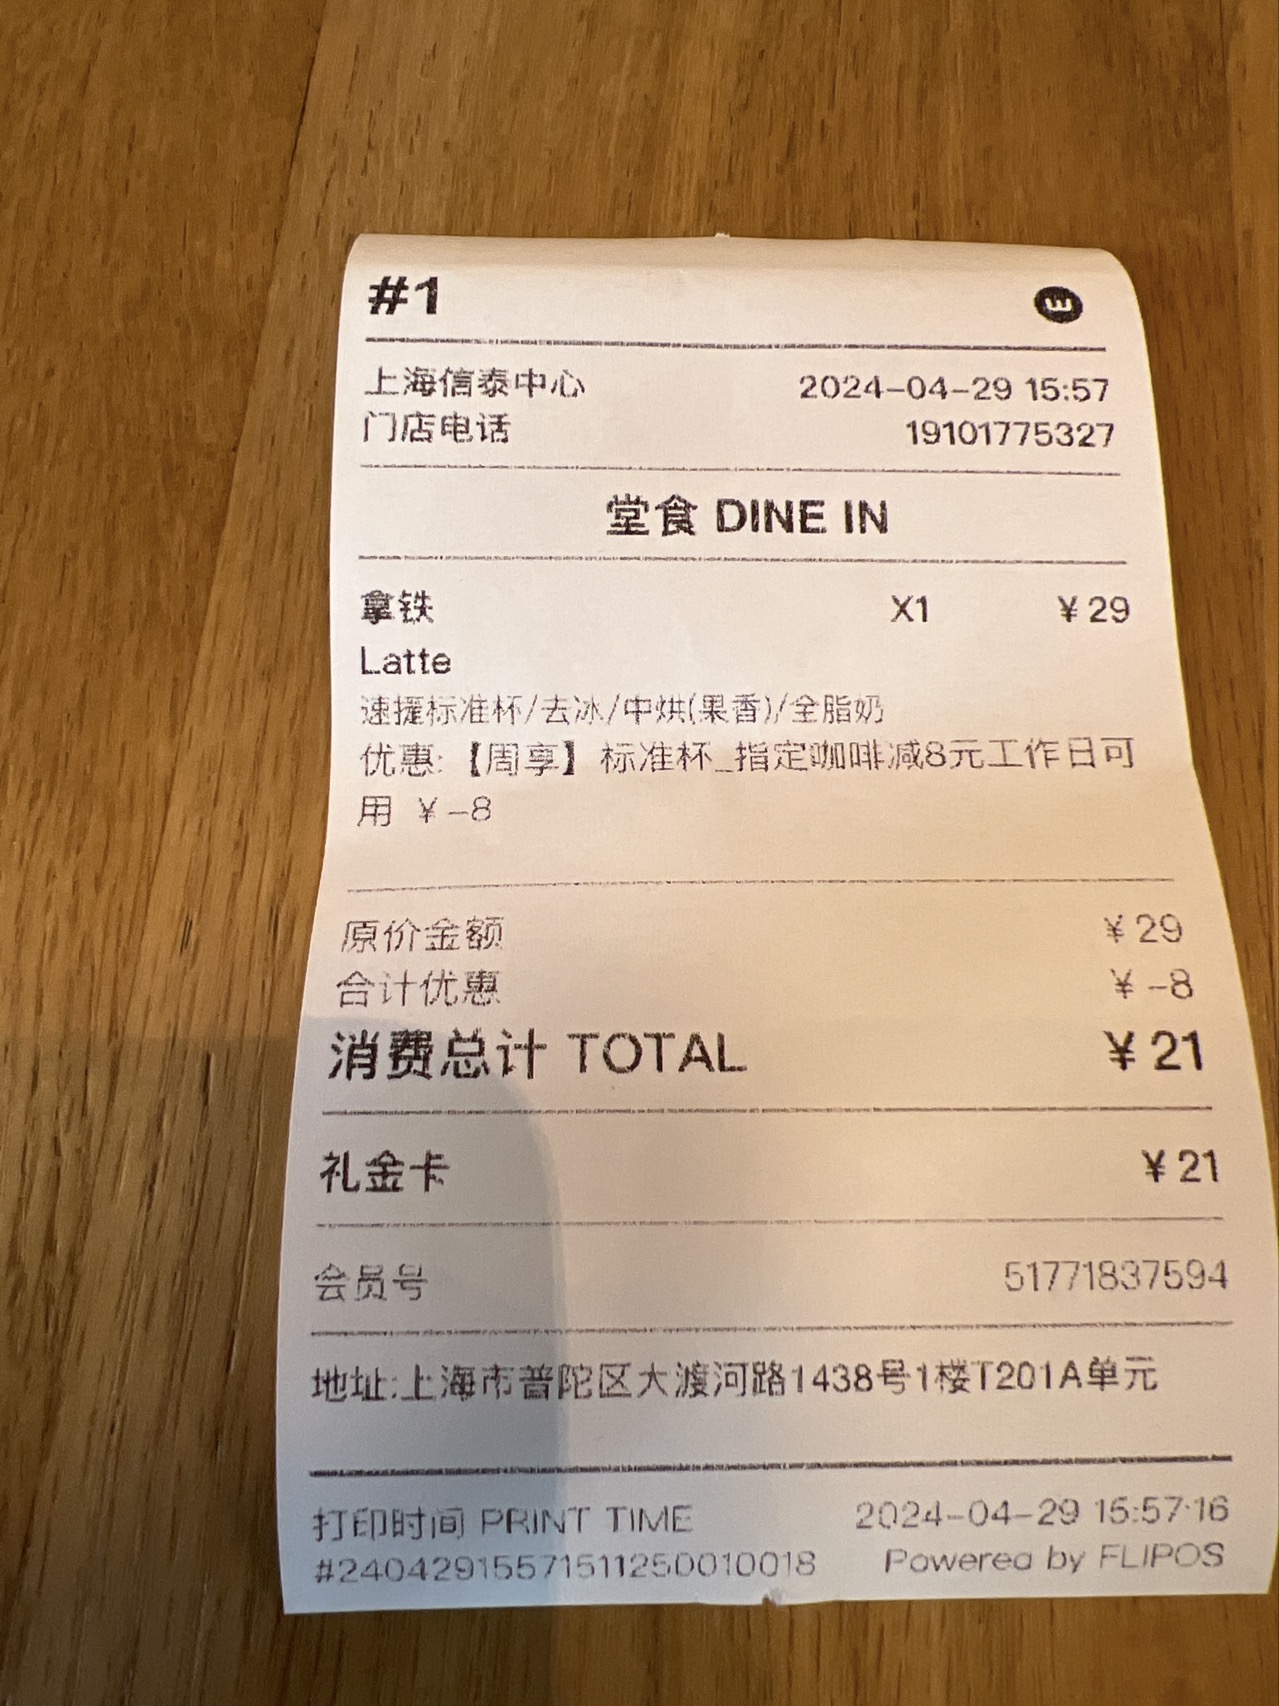 #1
上海信泰中心 2024-04-29 15:57
门店电话 19101775327
堂食 DINE IN
拿铁 X1 ¥29
Latte
速提标准杯/去冰/中烘(果香)/全脂奶
优惠:【周享】标准杯_指定咖啡减8元工作日可
用 ¥-8
原价金额 ¥29
合计优惠 ¥-8
消费总计 TOTAL ¥21
礼金卡 ¥21
会员号 51771837594
地址:上海市普陀区大渡河路1438号1楼T201A单元
打印时间 PRINT TIME 2024-04-29 15:57:16
#24042915571511250010018 Powered by FLIPOS